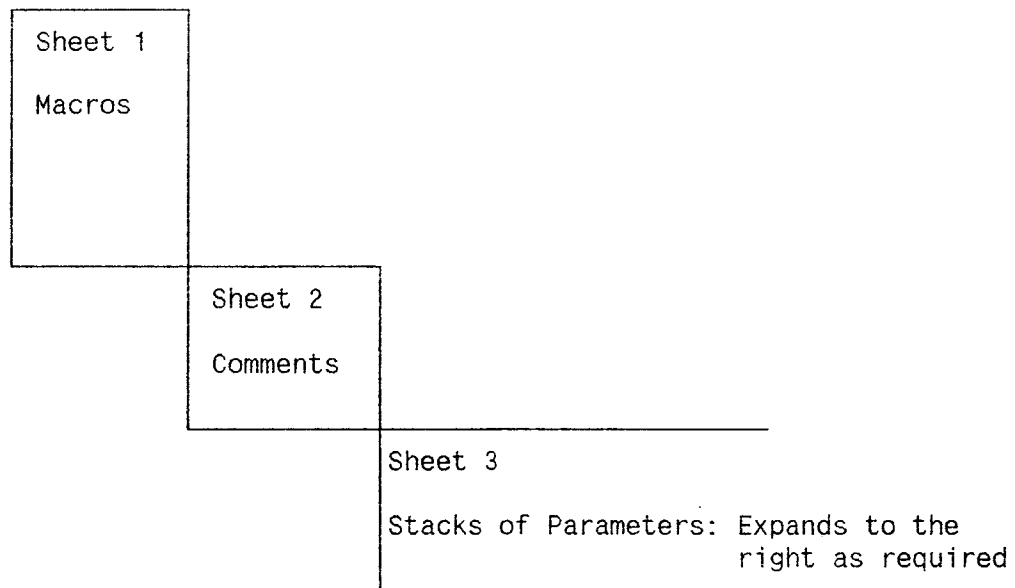 Sheet 1
Macros
Sheet 2
Comments
Sheet 3
Stacks of Parameters: Expands to the
right as required